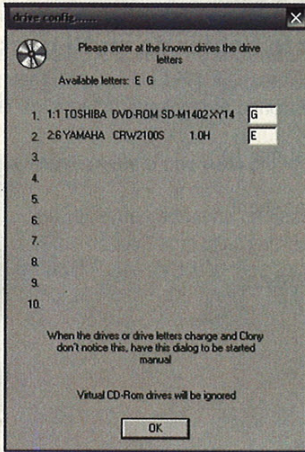 drive config......
Please enter at the known drives the drive
letters
Available letters: E G
1. 1:1 TOSHIBA DVD-ROM SD-M1402 XY14 G
2. 2:6 YAMAHA CRW2100S 1.0H E
3.
4.
5.
6.
7.
8.
9.
10.
When the drives or drive letters change and Clony
don't notice this, have this dialog to be started
manual
Virtual CD-Rom drives will be ignored
OK